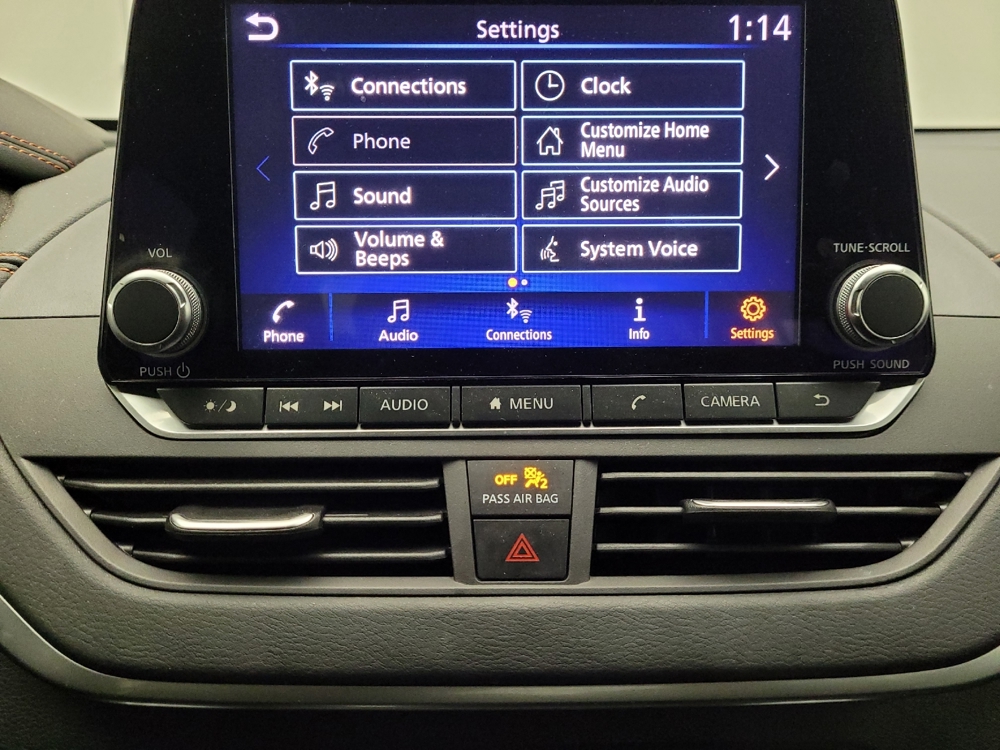 Settings
1:14
Connections
Clock
Phone
Customize Home
Menu
Sound
Customize Audio
Sources
Volume &
Beeps
System Voice
Phone
Audio
Connections
Info
Settings
VOL
PUSH
TUNE·SCROLL
PUSH SOUND
AUDIO
MENU
CAMERA
OFF
2
PASS AIR BAG